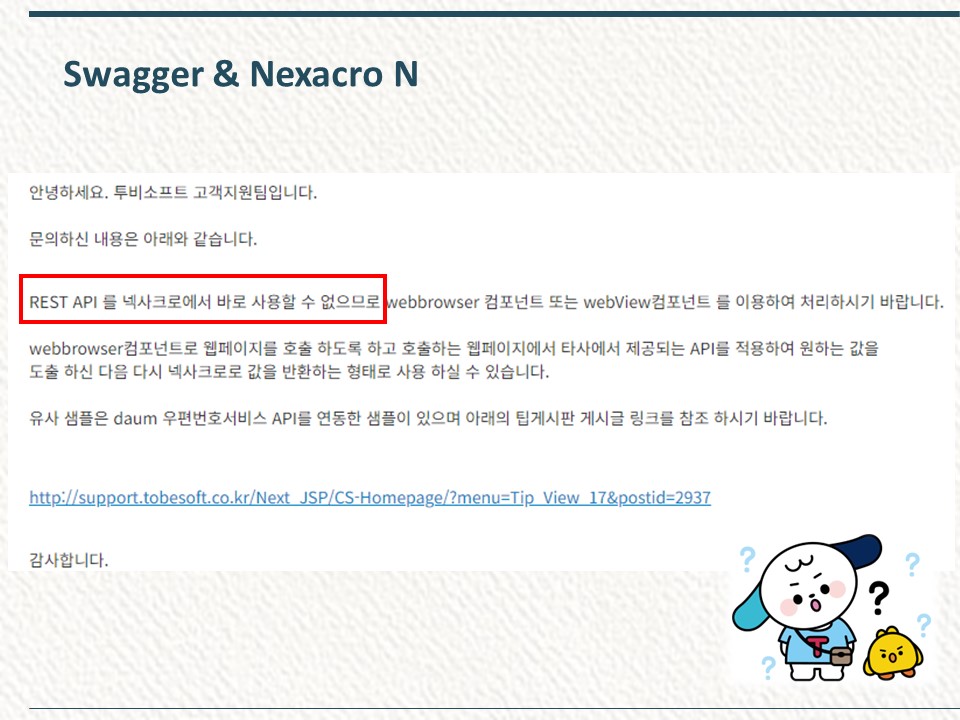 Swagger & Nexacro N
안녕하세요. 투비소프트 고객지원팀입니다.
문의하신 내용은 아래와 같습니다.
REST API 를 넥사크로에서 바로 사용할 수 없으므로 webbrowser 컴포넌트 또는 webView컴포넌트 를 이용하여 처리하시기 바랍니다.
webbrowser컴포넌트로 웹페이지를 호출 하도록 하고 호출하는 웹페이지에서 타사에서 제공되는 API를 적용하여 원하는 값을
도출 하신 다음 다시 넥사크로로 값을 반환하는 형태로 사용 하실 수 있습니다.
유사 샘플은 daum 우편번호서비스 API를 연동한 샘플이 있으며 아래의 팁게시판 게시글 링크를 참조 하시기 바랍니다.
http://support.tobesoft.co.kr/Next_JSP/CS-Homepage/?menu=Tip_View_17&postid=2937
감사합니다.
? ?
?
?
?
T